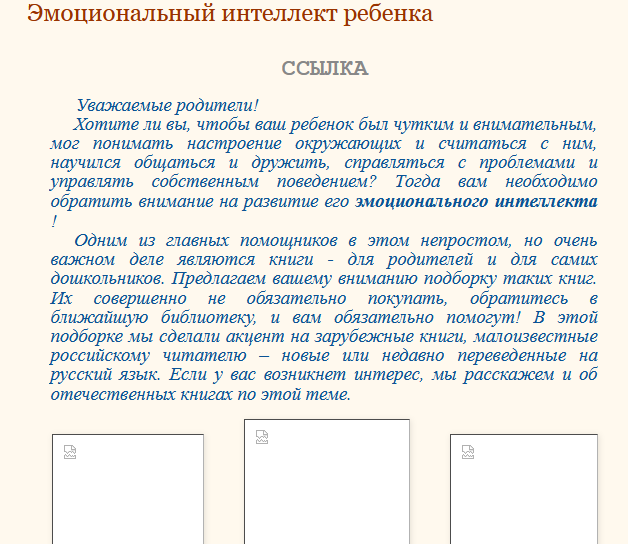 Эмоциональный интеллект ребенка
ССЫЛКА
Уважаемые родители!
Хотите ли вы, чтобы ваш ребенок был чутким и внимательным,
мог понимать настроение окружающих и считаться с ним,
научился общаться и дружить, справляться с проблемами и
управлять собственным поведением? Тогда вам необходимо
обратить внимание на развитие его эмоционального интеллекта
!
Одним из главных помощников в этом непростом, но очень
важном деле являются книги - для родителей и для самих
дошкольников. Предлагаем вашему вниманию подборку таких книг.
Их совершенно не обязательно покупать, обратитесь в
ближайшую библиотеку, и вам обязательно помогут! В этой
подборке мы сделали акцент на зарубежные книги, малоизвестные
российскому читателю – новые или недавно переведенные на
русский язык. Если у вас возникнет интерес, мы расскажем и об
отечественных книгах по этой теме.